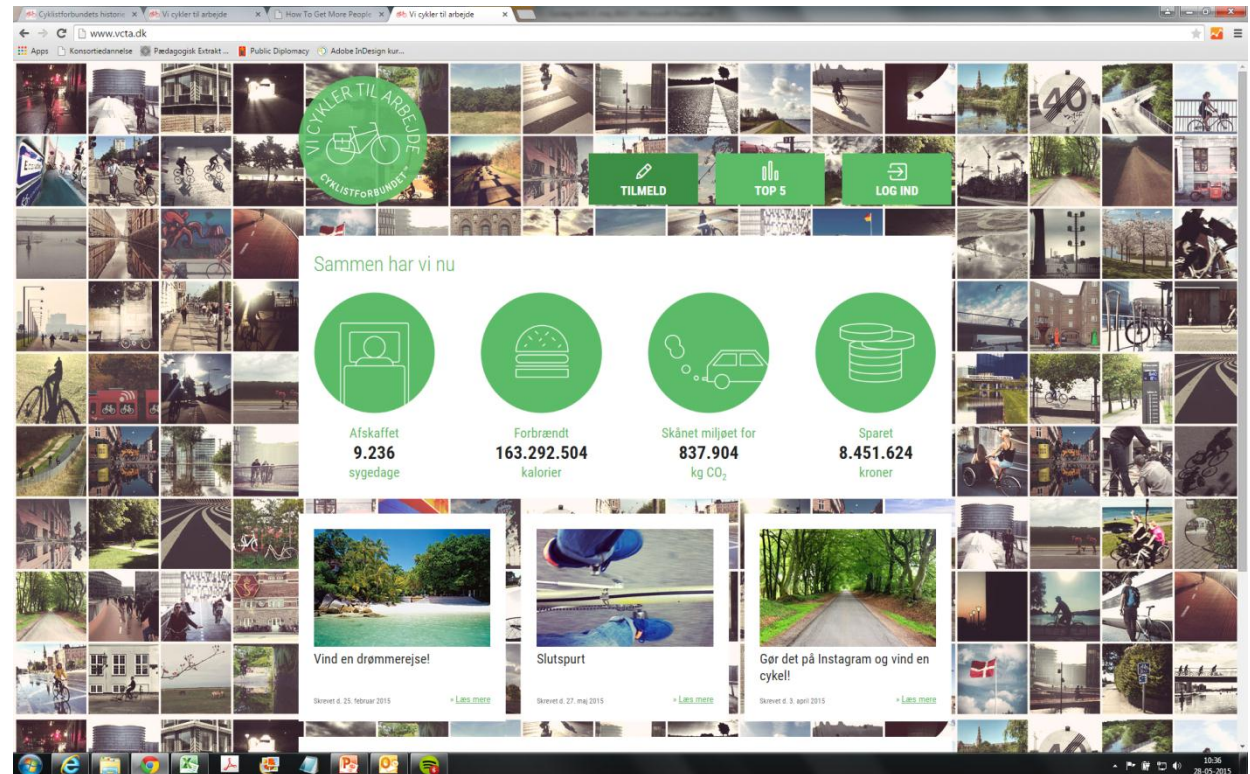 Cyklistforbundets historie
Vi cykler til arbejde
How To Get More People
Vi cykler til arbejde
www.vcta.dk
Apps
Konsortiedannelse
Pædagogisk Extrakt ...
Public Diplomacy
Adobe InDesign kur...
VI CYKLER TIL ARBEJDE
CYKLISTFORBUNDET
TILMELD
TOP 5
LOG IND
40
Sammen har vi nu
Afskaffet
9.236
sygedage
Forbrændt
163.292.504
kalorier
Skånet miljøet for
837.904
kg CO₂
Sparet
8.451.624
kroner
Vind en drømmerejse!
Skrevet d. 25. februar 2015
» Læs mere
Slutspurt
Skrevet d. 27. maj 2015
» Læs mere
Gør det på Instagram og vind en
cykel!
Skrevet d. 3. april 2015
» Læs mere
10:36
28-05-2015